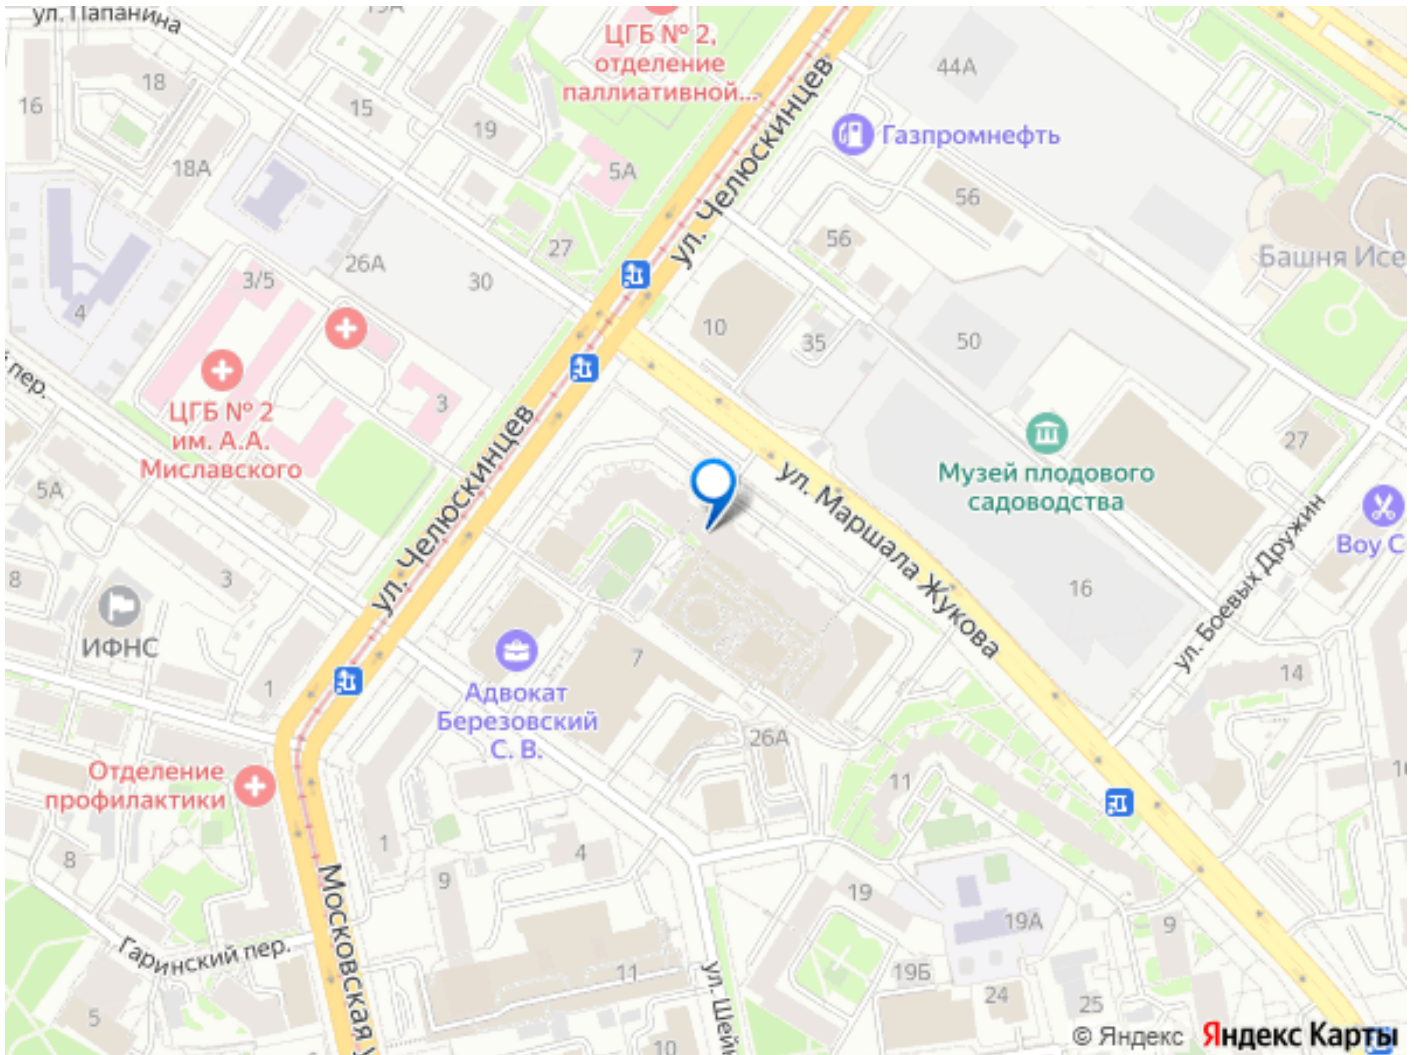 ул. Папанина
19А
ЦГБ № 2,
отделение
паллиативной...
44А
16
18
15
19
Газпромнефть
18А
5А
56
ул. Челюскинцев
27
56
Башня Исе
3/5
26А
30
4
10
35
50
пер.
3
ЦГБ № 2
им. А.А.
Миславского
27
Музей плодового
садоводства
ул. Маршала Жукова
5А
Boy C
ул. Челюскинцев
ул. Боевых Дружин
8
3
16
ИФНС
7
14
1
Адвокат
Березовский
С. В.
26А
Отделение
профилактики
11
16
1
8
9
4
19
19А
9
Московская у
Гаринский пер.
11
19Б
24
25
ул. Шейн
5
10
© Яндекс Яндекс Карты